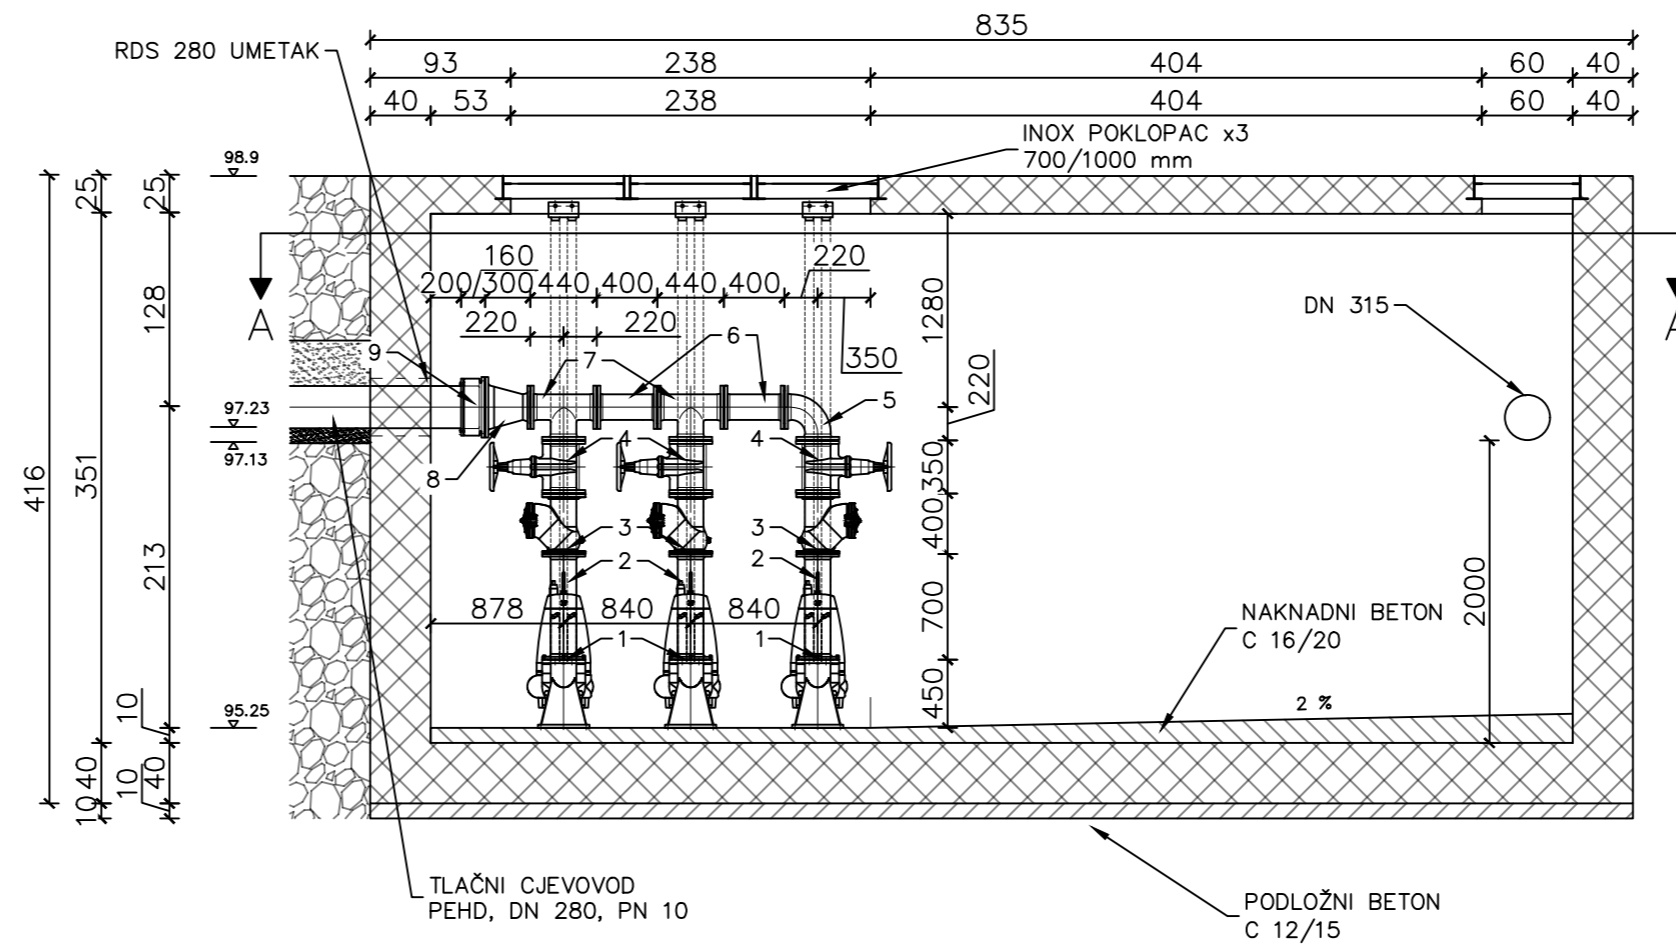 835
RDS 280 UMETAK
93 238 404 60 40
40 53 238 404 60 40
INOX POKLOPAC x3
700/1000 mm
98.9
25 25
160 220
200 300 440 400 440 400
220 220
6
350
DN 315
A A
128
1280
220
9 7
5
97.23
97.13
4 4
8
350
416
351
213
400
3 3
2 2
700
2000
878 840 840
NAKNADNI BETON
C 16/20
1 1
450
2 %
95.25
10
40 10 40
10
TLAČNI CJEVOVOD
PEHD, DN 280, PN 10
PODLOŽNI BETON
C 12/15